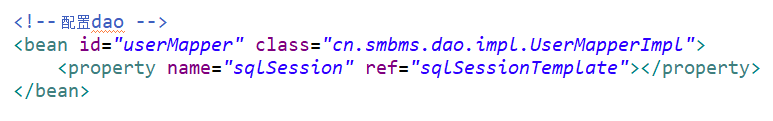 <!-- 配置dao -->
<bean id="userMapper" class="cn.smbms.dao.impl.UserMapperImpl">
    <property name="sqlSession" ref="sqlSessionTemplate"></property>
</bean>